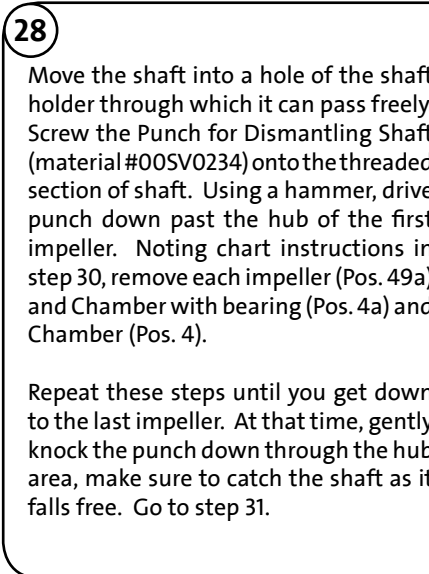 28
Move the shaft into a hole of the shaft
holder through which it can pass freely
Screw the Punch for Dismantling Shaft
(material #00SV0234) onto the threaded
section of shaft. Using a hammer, drive
punch down past the hub of the first
impeller. Noting chart instructions in
step 30, remove each impeller (Pos. 49a)
and Chamber with bearing (Pos. 4a) and
Chamber (Pos. 4).
Repeat these steps until you get down
to the last impeller. At that time, gently
knock the punch down through the hub
area, make sure to catch the shaft as it
falls free. Go to step 31.